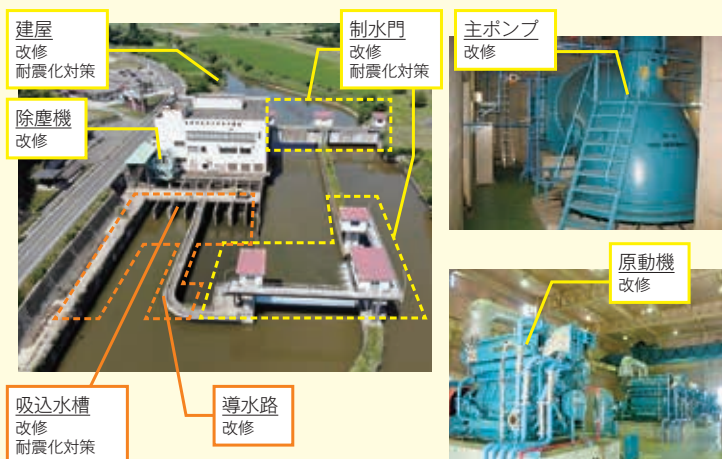 建屋
改修
耐震化対策
制水門
改修
耐震化対策
主ポンプ
改修
除塵機
改修
原動機
改修
吸込水槽
改修
耐震化対策
導水路
改修